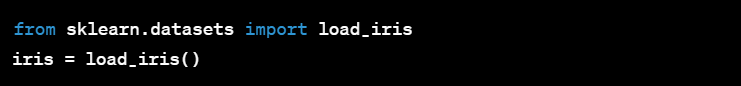 from sklearn.datasets import load_iris
iris = load_iris()